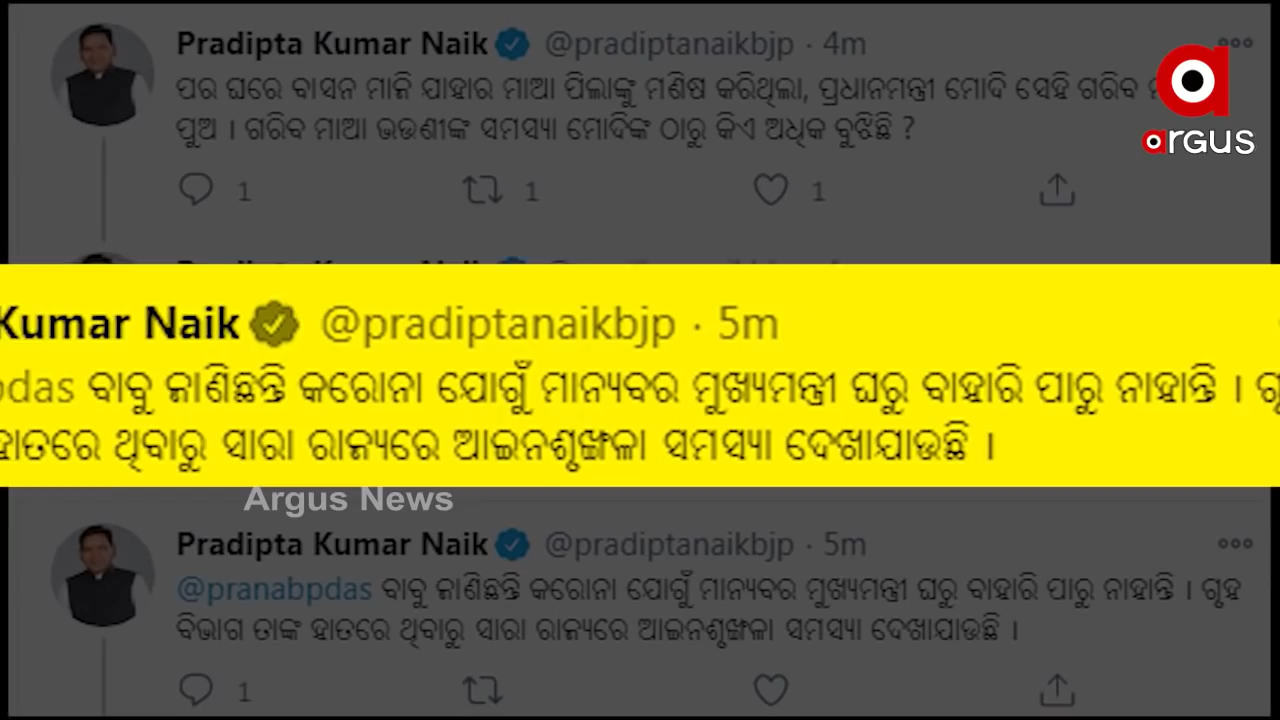 Pradipta Kumar Naik @pradiptanaikbjp · 4m
ପର ଘରେ ବାସନ ମାଜି ଯାହାର ମାଆ ପିଲାଙ୍କୁ ମଣିଷ କରିଥିଲା, ପ୍ରଧାନମନ୍ତ୍ରୀ ମୋଦି ସେହି ଗରିବ
ପୁଅ । ଗରିବ ମାଆ ଭଉଣୀଙ୍କ ସମସ୍ୟା ମୋଦିଙ୍କ ଠାରୁ କିଏ ଅଧିକ ବୁଝିଛି ?
1 1 1
argus
Kumar Naik @pradiptanaikbjp · 5m
pdas ବାବୁ ଜାଣିଛନ୍ତି କରୋନା ଯୋଗୁଁ ମାନ୍ୟବର ମୁଖ୍ୟମନ୍ତ୍ରୀ ଘରୁ ବାହାରି ପାରୁ ନାହାନ୍ତି । ଗୃ
ହାତରେ ଥିବାରୁ ସାରା ରାଜ୍ୟରେ ଆଇନଶୃଙ୍ଖଳା ସମସ୍ୟା ଦେଖାଯାଉଛି ।
Argus News
Pradipta Kumar Naik @pradiptanaikbjp · 5m
@pranabpdas ବାବୁ ଜାଣିଛନ୍ତି କରୋନା ଯୋଗୁଁ ମାନ୍ୟବର ମୁଖ୍ୟମନ୍ତ୍ରୀ ଘରୁ ବାହାରି ପାରୁ ନାହାନ୍ତି । ଗୃହ
ବିଭାଗ ତାଙ୍କ ହାତରେ ଥିବାରୁ ସାରା ରାଜ୍ୟରେ ଆଇନଶୃଙ୍ଖଳା ସମସ୍ୟା ଦେଖାଯାଉଛି ।
1